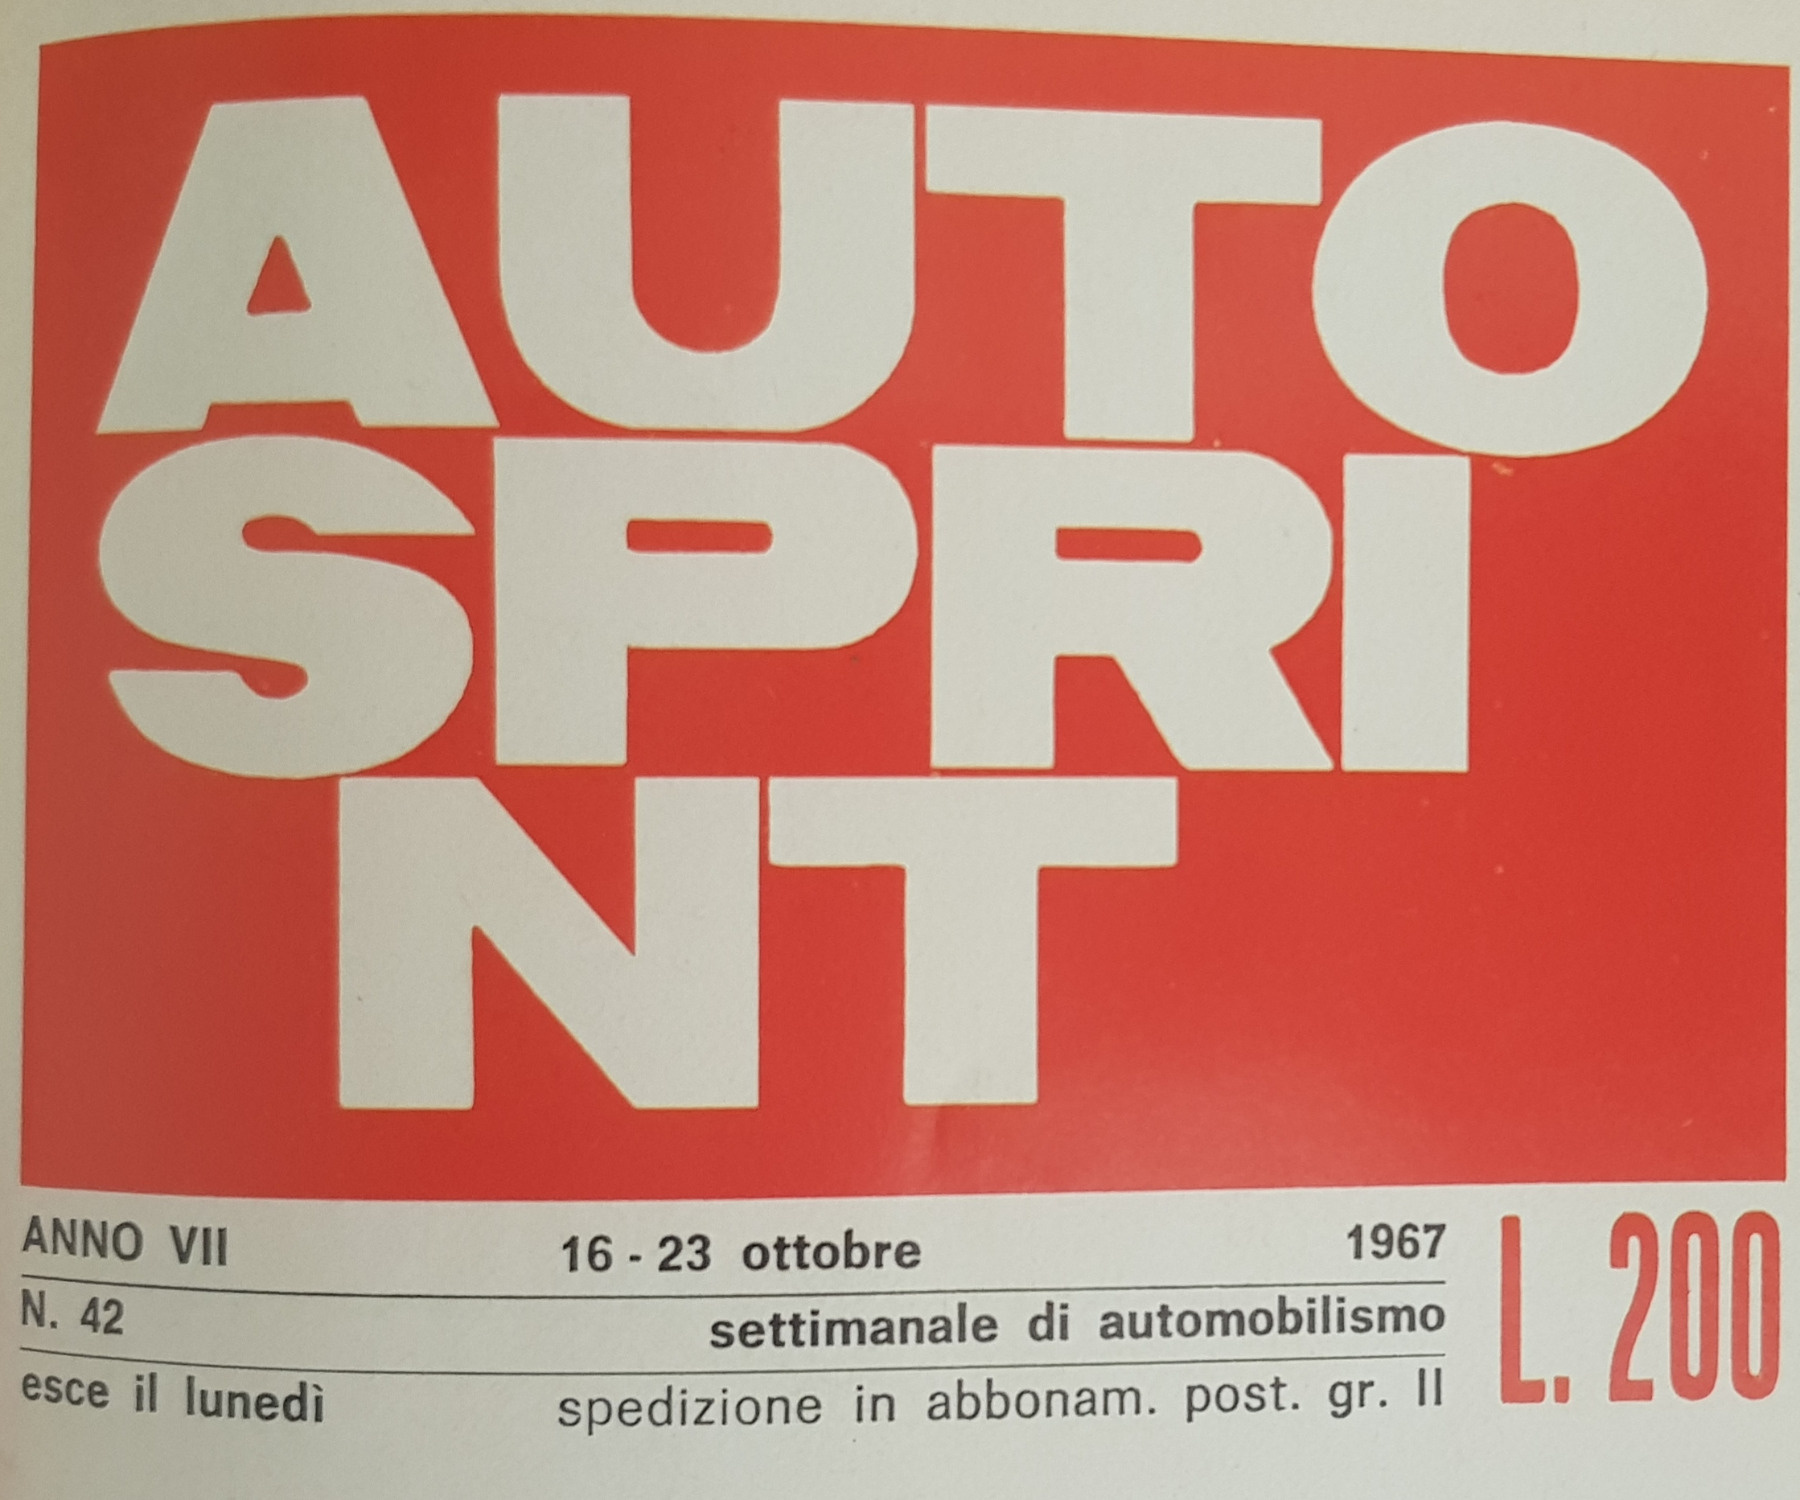 AUTO
SPRI
NT
ANNO VII 16 - 23 ottobre 1967
N. 42 settimanale di automobilismo
esce il lunedì spedizione in abbonam. post. gr. II
L. 200